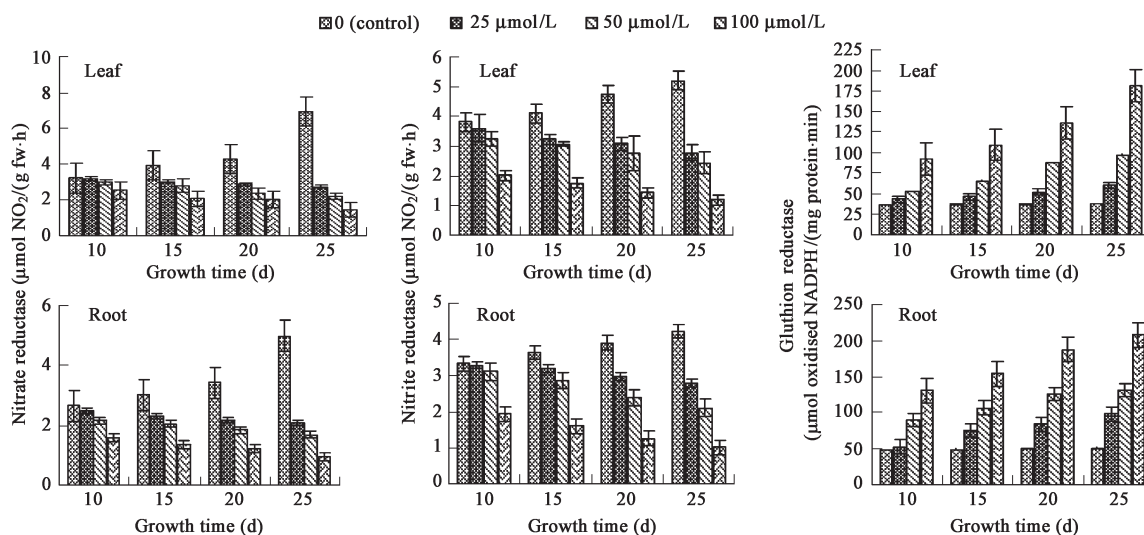 0 (control) 25 μmol/L 50 μmol/L 100 μmol/L
Nitrate reductase (μmol NO2/(g fw·h)
10
8
6
4
2
0
Leaf
10 15 20 25
Growth time (d)
6
4
2
0
Root
10 15 20 25
Growth time (d)
Nitrite reductase (μmol NO2/(g fw·h)
6
5
4
3
2
1
0
Leaf
10 15 20 25
Growth time (d)
5
4
3
2
1
0
Root
10 15 20 25
Growth time (d)
Gluthion reductase
(μmol oxidised NADPH/(mg protein·min)
225
200
175
150
125
100
75
50
25
0
Leaf
10 15 20 25
Growth time (d)
250
200
150
100
50
0
Root
10 15 20 25
Growth time (d)